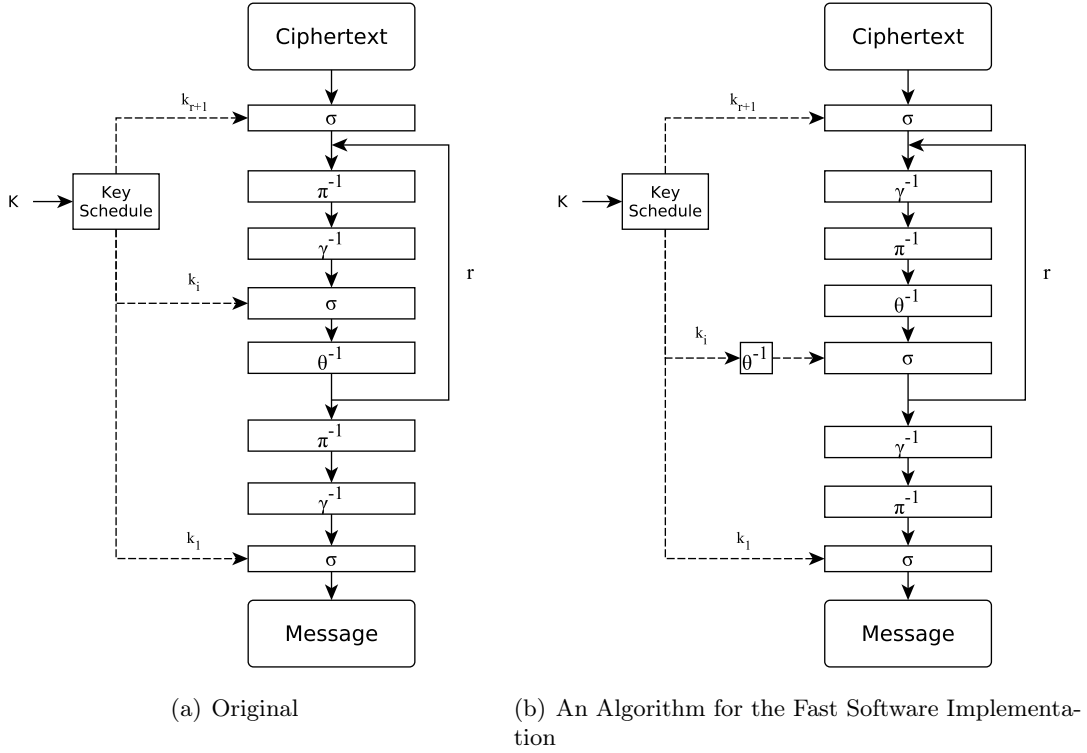 Ciphertext
k_{r+1}
σ
π^{-1}
K
Key
Schedule
γ^{-1}
k_i
σ
r
θ^{-1}
π^{-1}
γ^{-1}
k_1
σ
Message
(a) Original
Ciphertext
k_{r+1}
σ
γ^{-1}
K
Key
Schedule
π^{-1}
r
θ^{-1}
k_i
θ^{-1}
σ
γ^{-1}
π^{-1}
k_1
σ
Message
(b) An Algorithm for the Fast Software Implementa-
tion